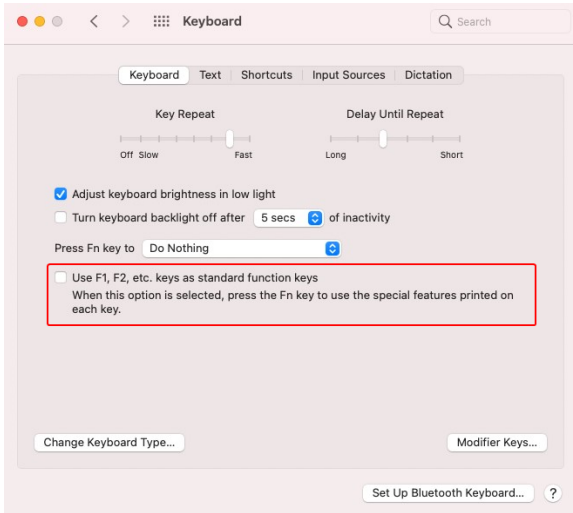 Keyboard
Search
Keyboard Text Shortcuts Input Sources Dictation
Key Repeat
Delay Until Repeat
Off Slow Fast
Long Short
Adjust keyboard brightness in low light
Turn keyboard backlight off after 5 secs of inactivity
Press Fn key to Do Nothing
Use F1, F2, etc. keys as standard function keys
When this option is selected, press the Fn key to use the special features printed on
each key.
Change Keyboard Type...
Modifier Keys...
Set Up Bluetooth Keyboard... ?